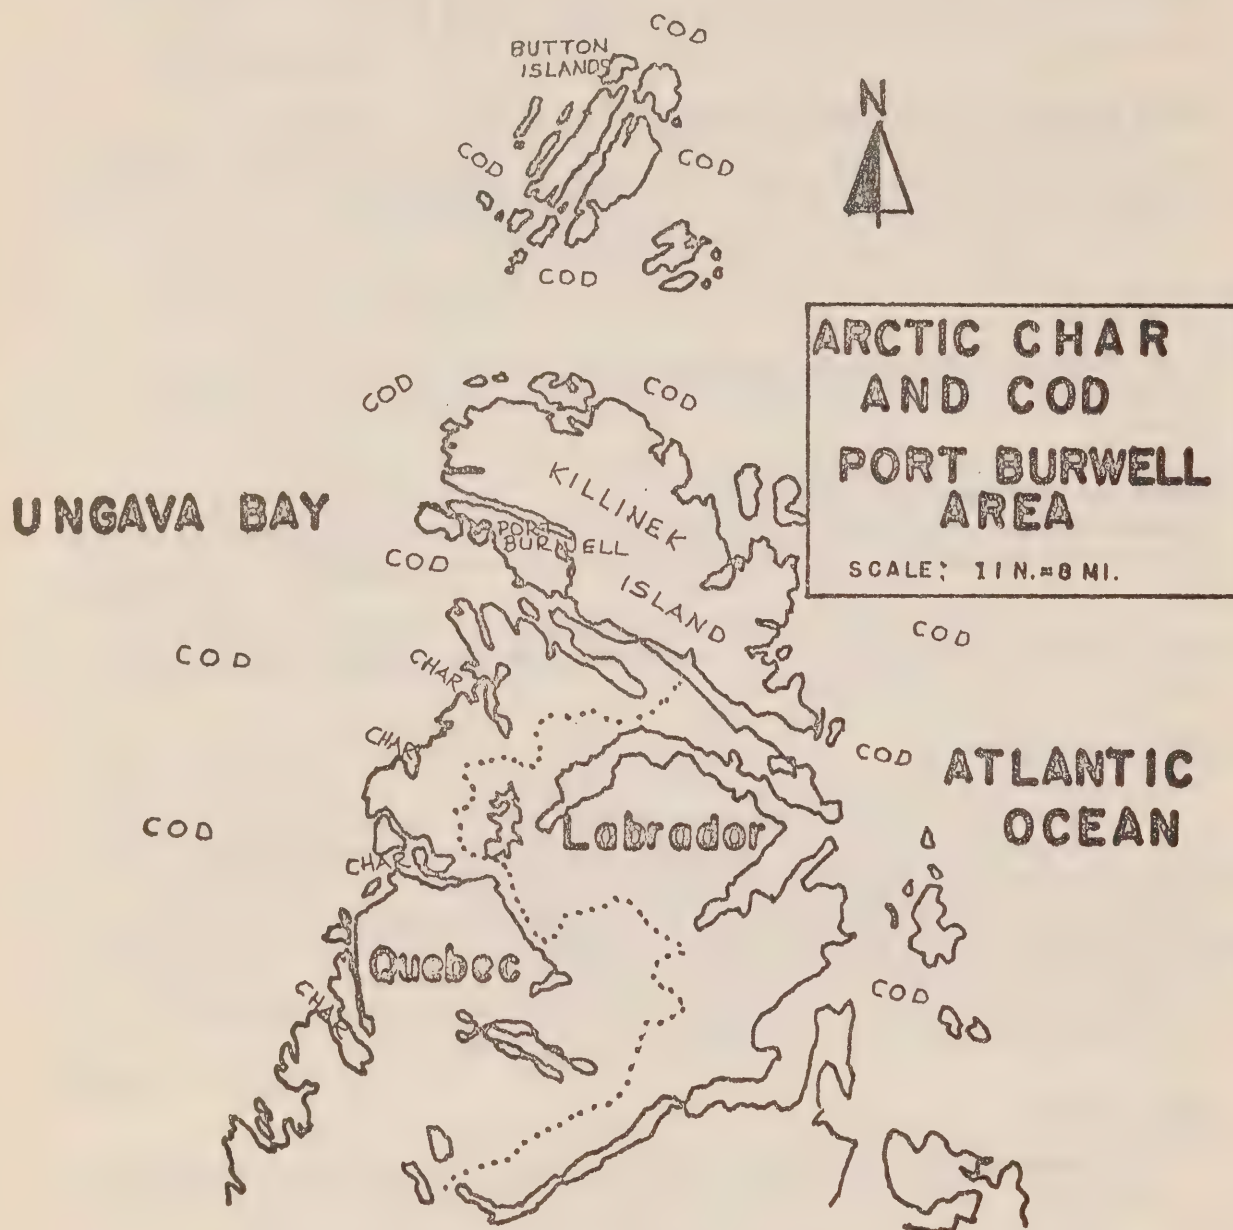 COD
BUTTON
ISLANDS
N
COD
COD
COD
ARCTIC CHAR
AND COD
PORT BURWELL
AREA
SCALE: 1 IN.=8 MI.
COD
COD
KILLINEK
ISLAND
UNGAVA BAY
PORT
BURWELL
COD
COD
COD
CHAR
CHAR
COD
ATLANTIC
OCEAN
COD
Labrador
CHAR
Quebec
COD
CHAR